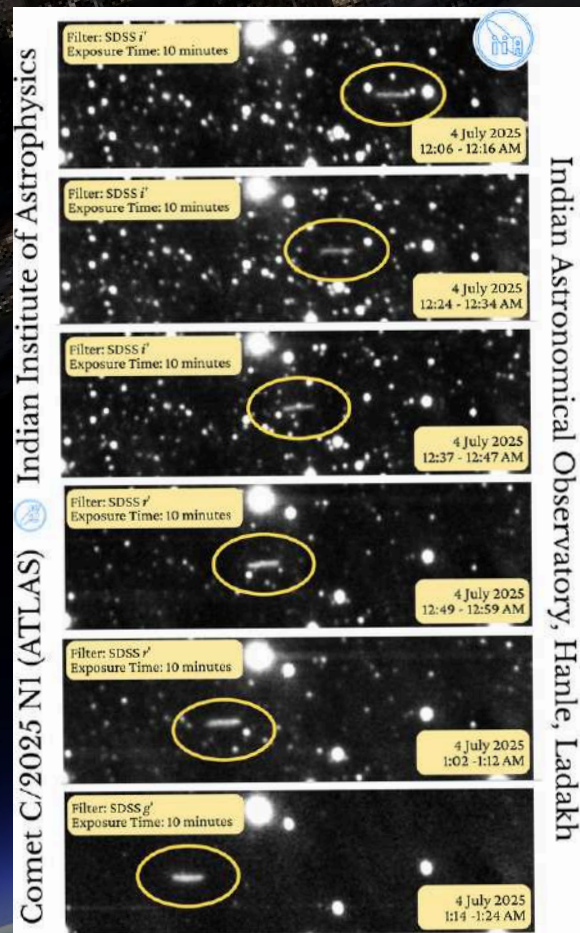 Comet C/2025 N1 (ATLAS) Indian Institute of Astrophysics
Filter: SDSS i'
Exposure Time: 10 minutes
4 July 2025
12:06 - 12:16 AM
Filter: SDSS i'
Exposure Time: 10 minutes
4 July 2025
12:24 - 12:34 AM
Filter: SDSS i'
Exposure Time: 10 minutes
4 July 2025
12:37 - 12:47 AM
Filter: SDSS r'
Exposure Time: 10 minutes
4 July 2025
12:49 - 12:59 AM
Filter: SDSS r'
Exposure Time: 10 minutes
4 July 2025
1:02 -1:12 AM
Filter: SDSS g'
Exposure Time: 10 minutes
4 July 2025
1:14 -1:24 AM
Indian Astronomical Observatory, Hanle, Ladakh